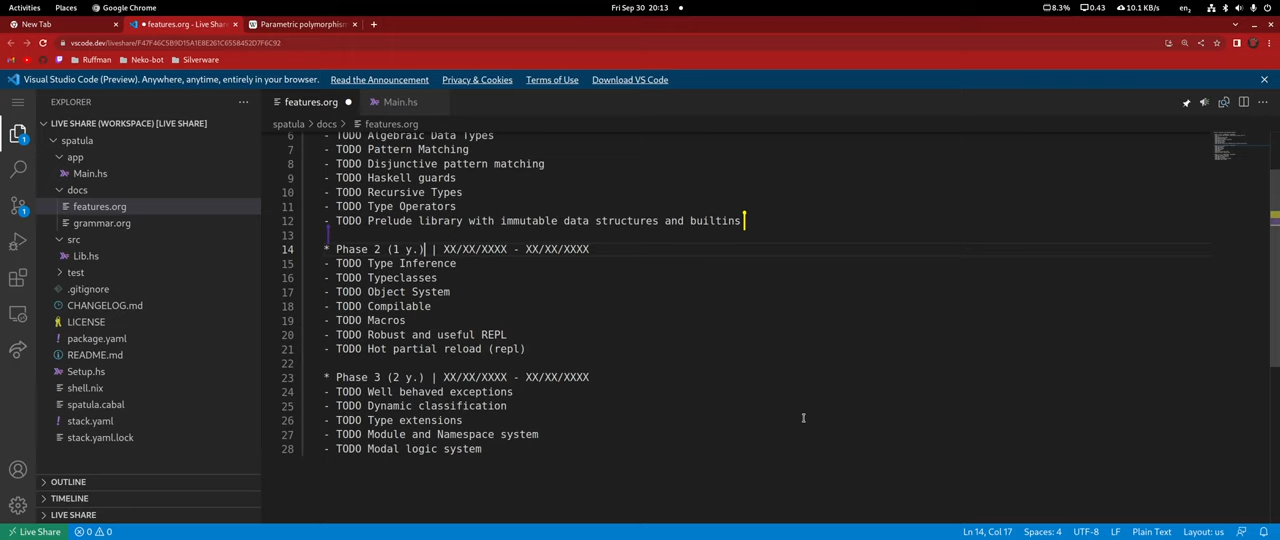 Activities Places Google Chrome Fri Sep 30 20:13 8.3% 0.43 10.1 KB/s en₂
New Tab features.org - Live Share Parametric polymorphism
vscode.dev/liveshare/F47F46C5B9D15A1E8E261C6558452D7F6C92
Ruffman Neko-bot Silverware
Visual Studio Code (Preview). Anywhere, anytime, entirely in your browser. Read the Announcement Privacy & Cookies Terms of Use Download VS Code
EXPLORER
features.org Main.hs
LIVE SHARE (WORKSPACE) [LIVE SHARE]
spatula
app
Main.hs
docs
features.org
grammar.org
src
Lib.hs
test
.gitignore
CHANGELOG.md
LICENSE
package.yaml
README.md
Setup.hs
shell.nix
spatula.cabal
stack.yaml
stack.yaml.lock
OUTLINE
TIMELINE
LIVE SHARE
spatula > docs > features.org
6 - TODO Algebraic Data Types
7 - TODO Pattern Matching
8 - TODO Disjunctive pattern matching
9 - TODO Haskell guards
10 - TODO Recursive Types
11 - TODO Type Operators
12 - TODO Prelude library with immutable data structures and builtins
13
14 * Phase 2 (1 y.) | XX/XX/XXXX - XX/XX/XXXX
15 - TODO Type Inference
16 - TODO Typeclasses
17 - TODO Object System
18 - TODO Compilable
19 - TODO Macros
20 - TODO Robust and useful REPL
21 - TODO Hot partial reload (repl)
22
23 * Phase 3 (2 y.) | XX/XX/XXXX - XX/XX/XXXX
24 - TODO Well behaved exceptions
25 - TODO Dynamic classification
26 - TODO Type extensions
27 - TODO Module and Namespace system
28 - TODO Modal logic system
Live Share 0 0 Ln 14, Col 17 Spaces: 4 UTF-8 LF Plain Text Layout: us